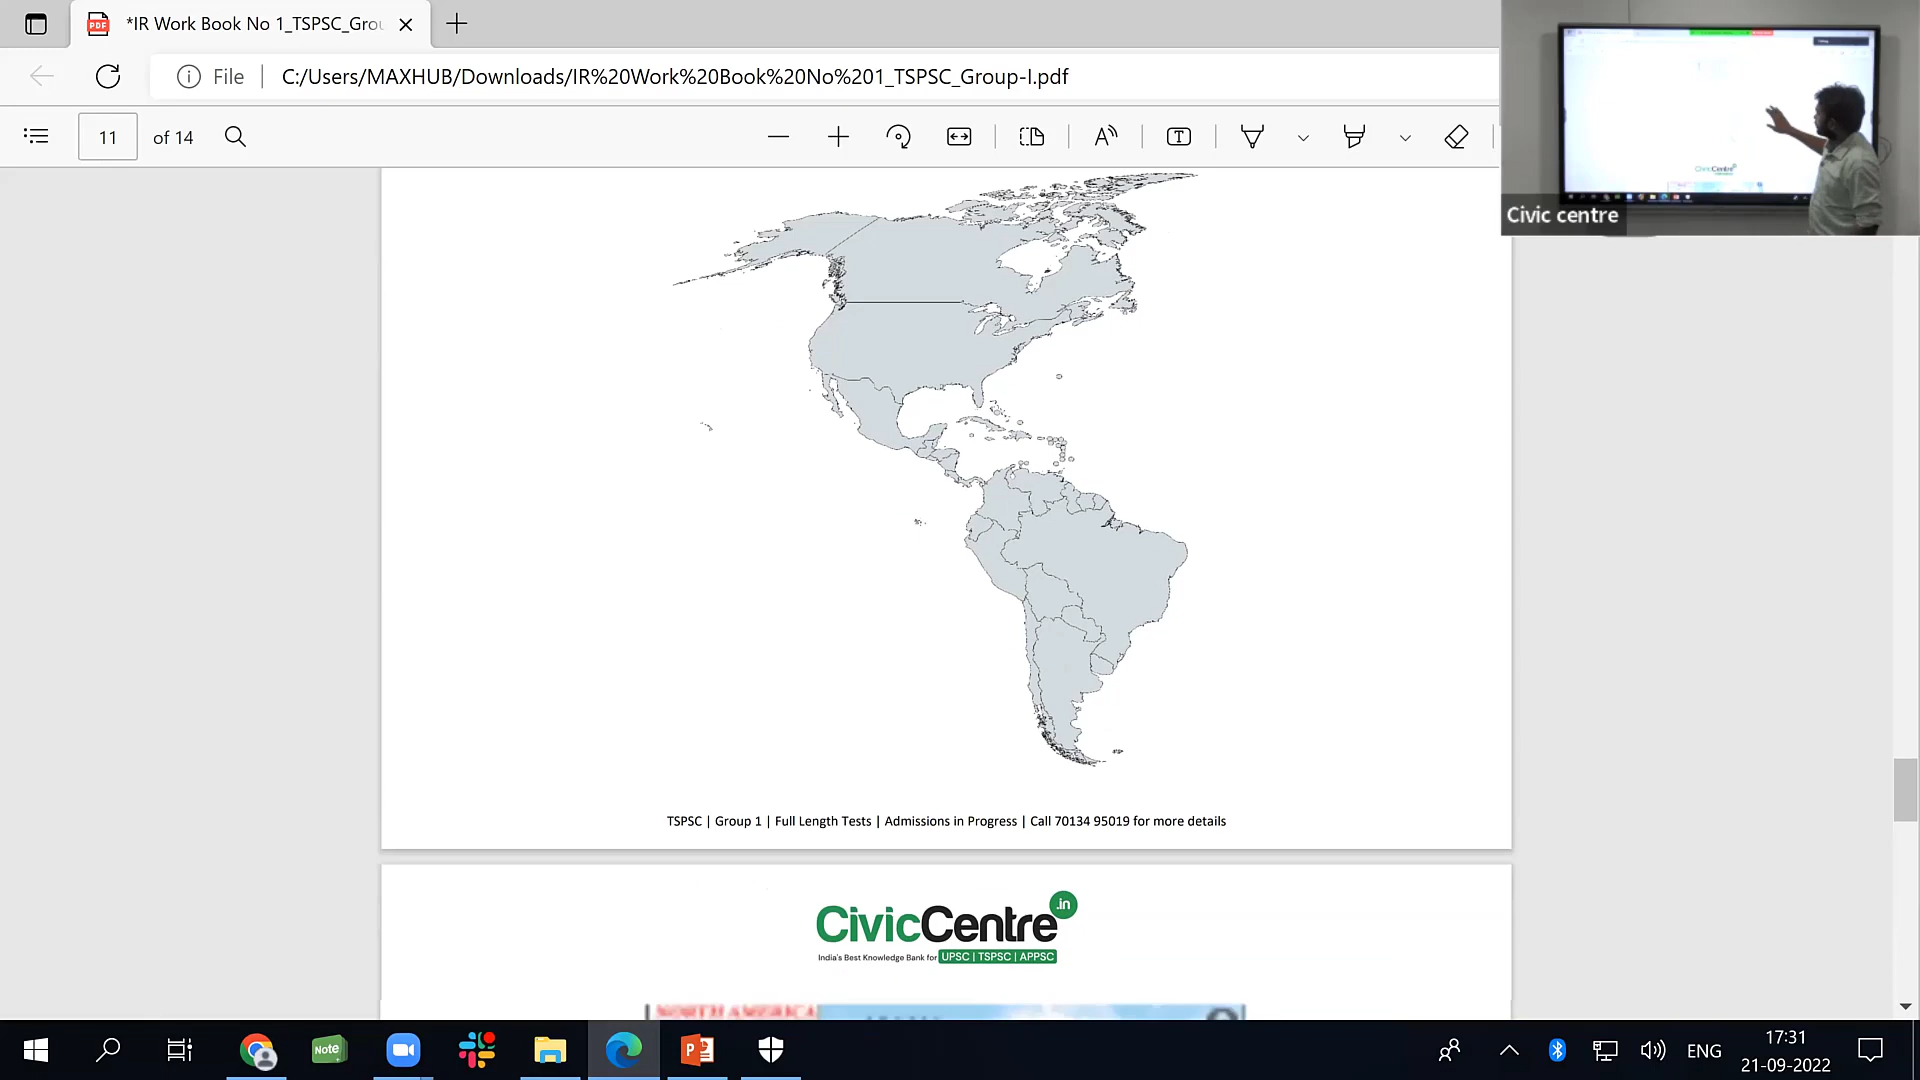 *IR Work Book No 1_TSPSC_Grou
File
C:/Users/MAXHUB/Downloads/IR%20Work%20Book%20No%201_TSPSC_Group-I.pdf
11 of 14
Civic centre
TSPSC | Group 1 | Full Length Tests | Admissions in Progress | Call 70134 95019 for more details
CivicCentre .in
India's Best Knowledge Bank for UPSC | TSPSC | APPSC
NORTH AMERICA
Note
ENG
17:31
21-09-2022